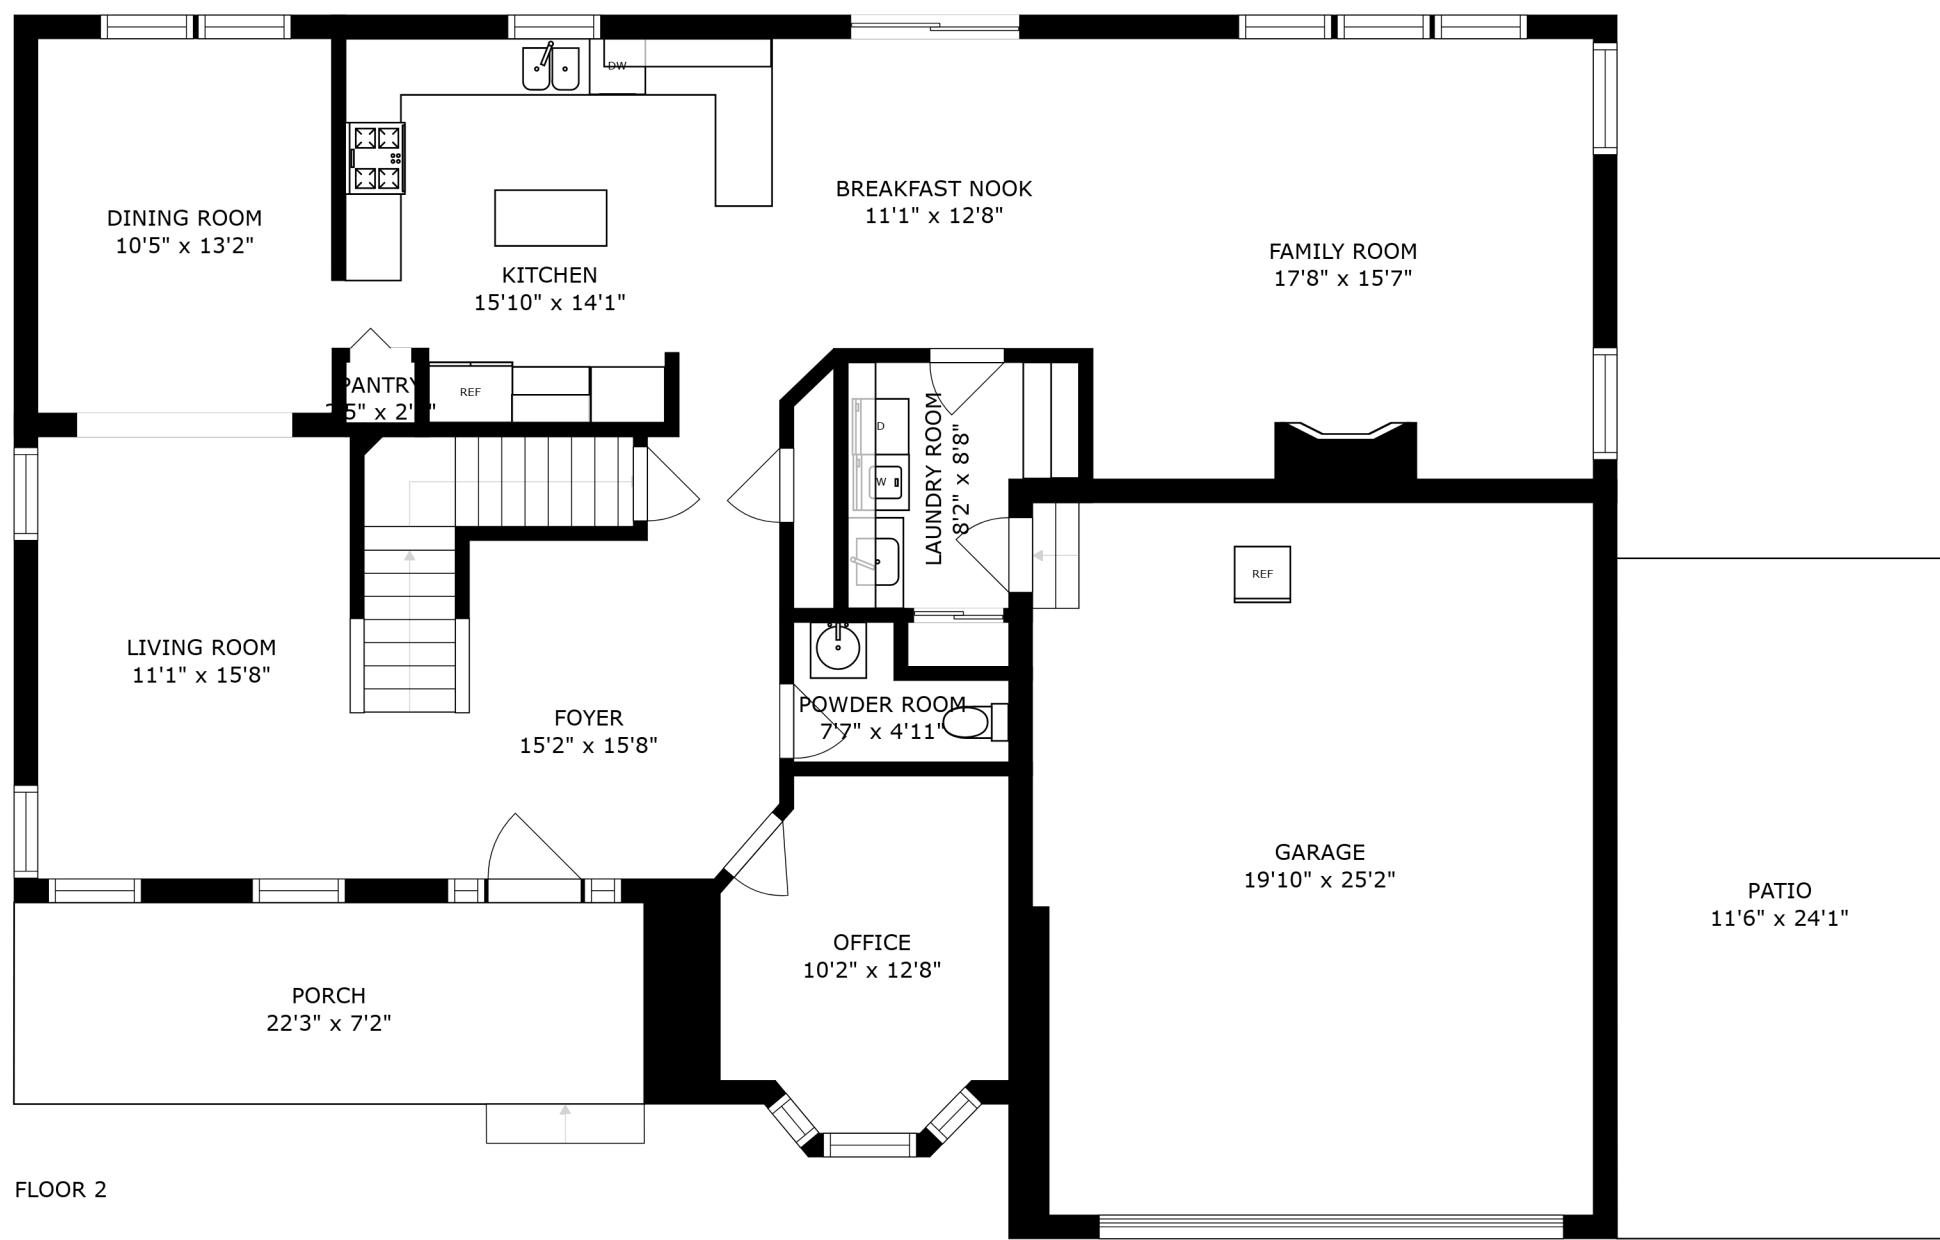 DW
BREAKFAST NOOK
11'1" x 12'8"
DINING ROOM
10'5" x 13'2"
FAMILY ROOM
17'8" x 15'7"
KITCHEN
15'10" x 14'1"
PANTRY
REF
D
W
LAUNDRY ROOM
8'2" x 8'8"
REF
LIVING ROOM
11'1" x 15'8"
FOYER
15'2" x 15'8"
POWDER ROOM
7'7" x 4'11"
GARAGE
19'10" x 25'2"
PATIO
11'6" x 24'1"
OFFICE
10'2" x 12'8"
PORCH
22'3" x 7'2"
FLOOR 2